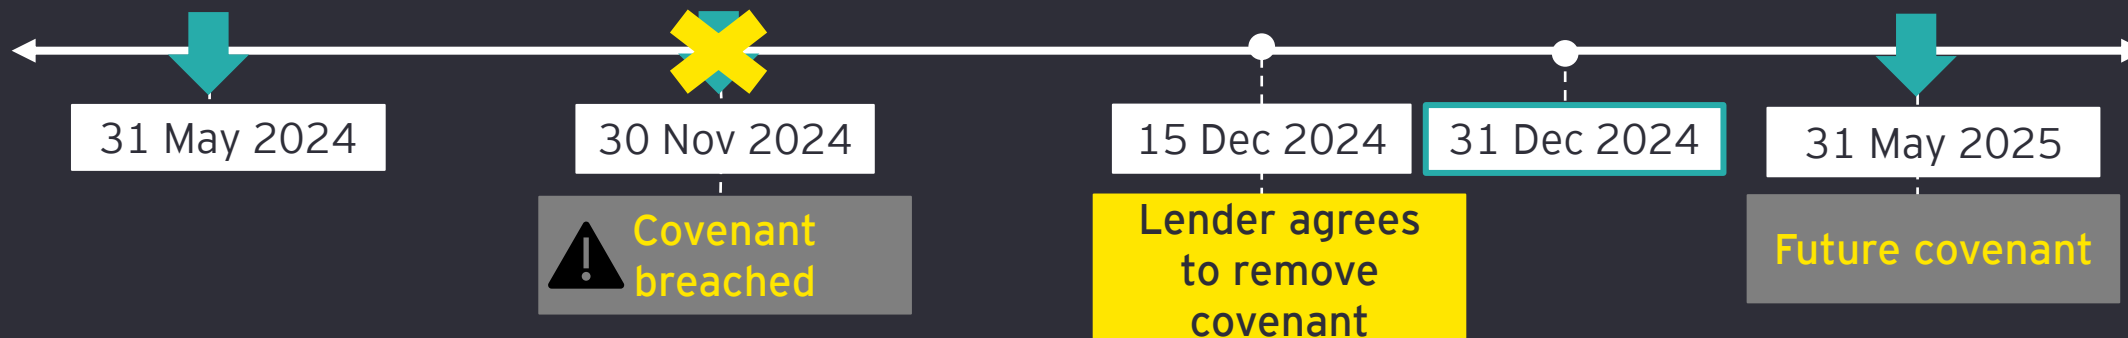 31 May 2024
30 Nov 2024
15 Dec 2024
31 Dec 2024
31 May 2025
Covenant
breached
Lender agrees
to remove
covenant
Future covenant